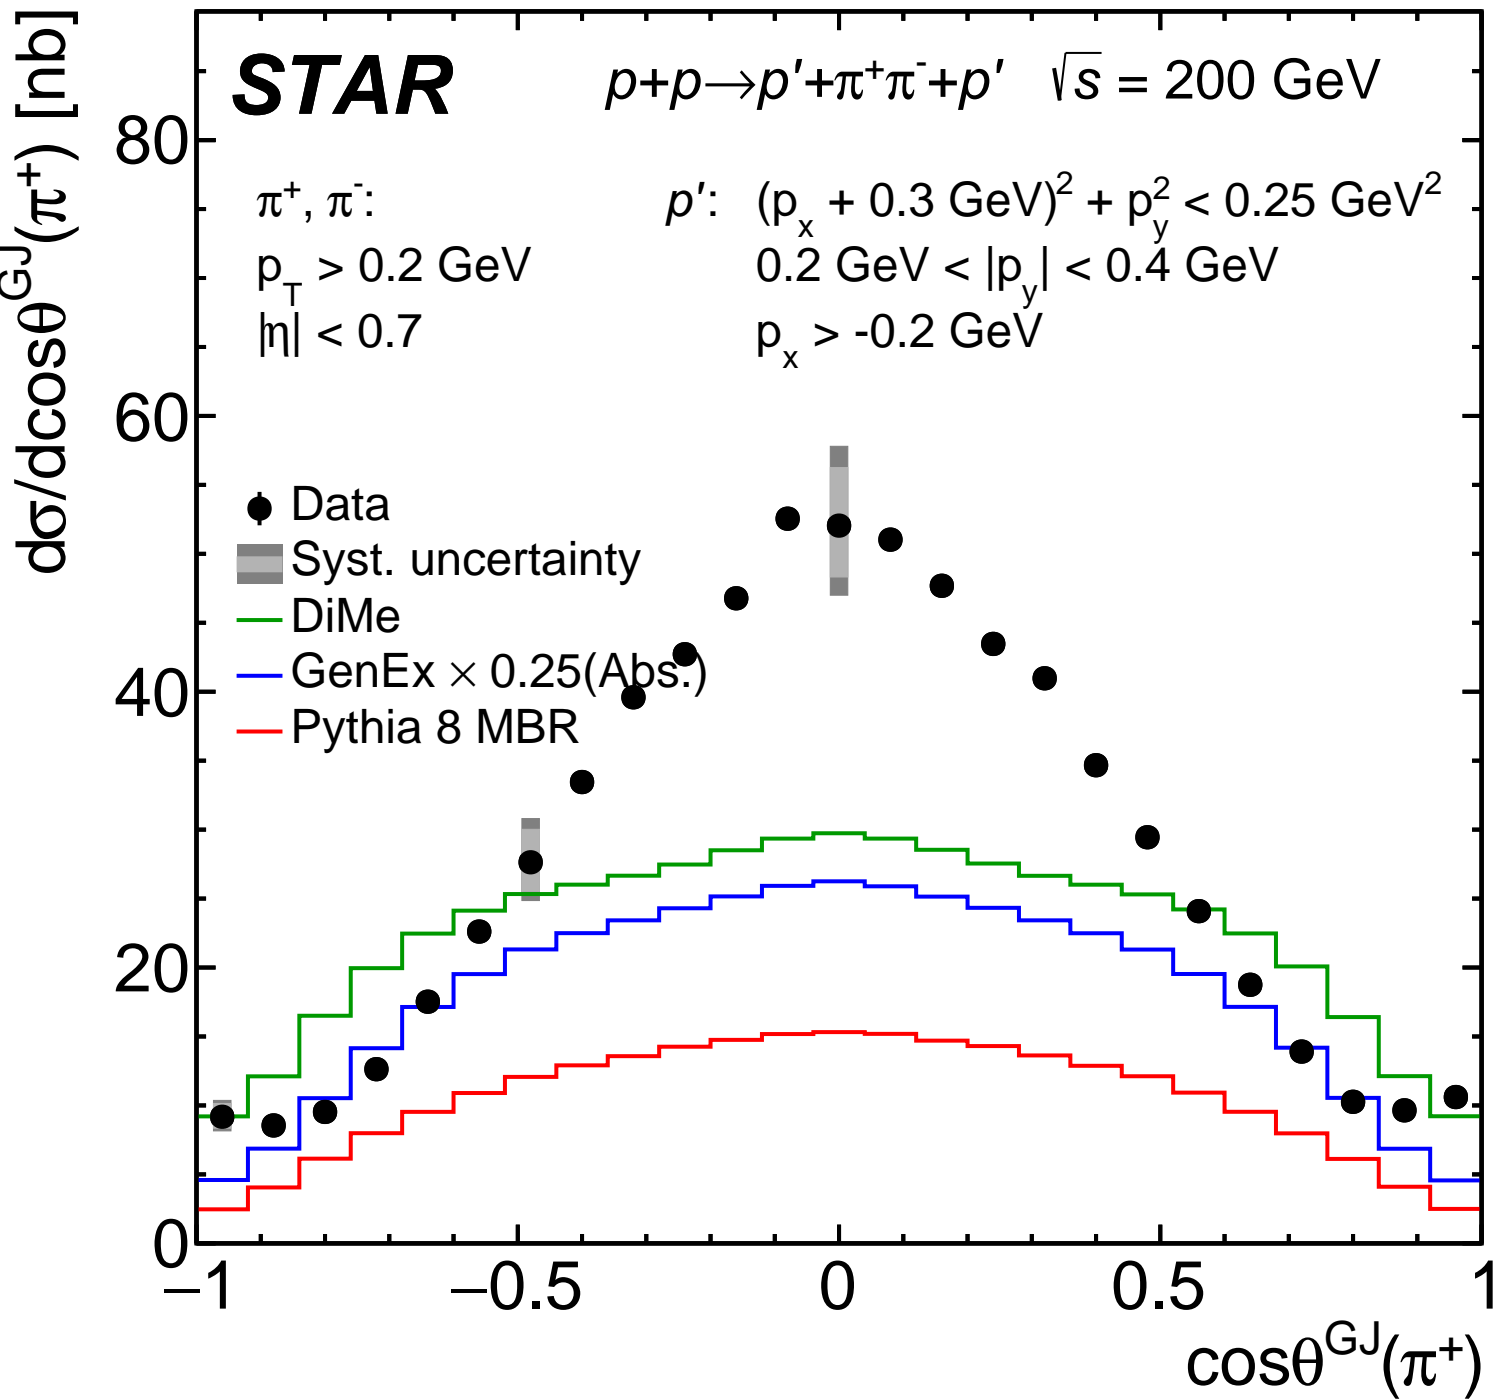 STAR p+p→p′+π⁺π⁻+p′ √s = 200 GeV
π⁺, π⁻: p′: (pₓ + 0.3 GeV)² + p_y² < 0.25 GeV²
p_T > 0.2 GeV 0.2 GeV < |p_y| < 0.4 GeV
|η| < 0.7 pₓ > -0.2 GeV
Data
Syst. uncertainty
DiMe
GenEx × 0.25(Abs.)
Pythia 8 MBR
dσ/dcosθ^GJ(π⁺) [nb]
80
60
40
20
0
−1 −0.5 0 0.5 1
cosθ^GJ(π⁺)